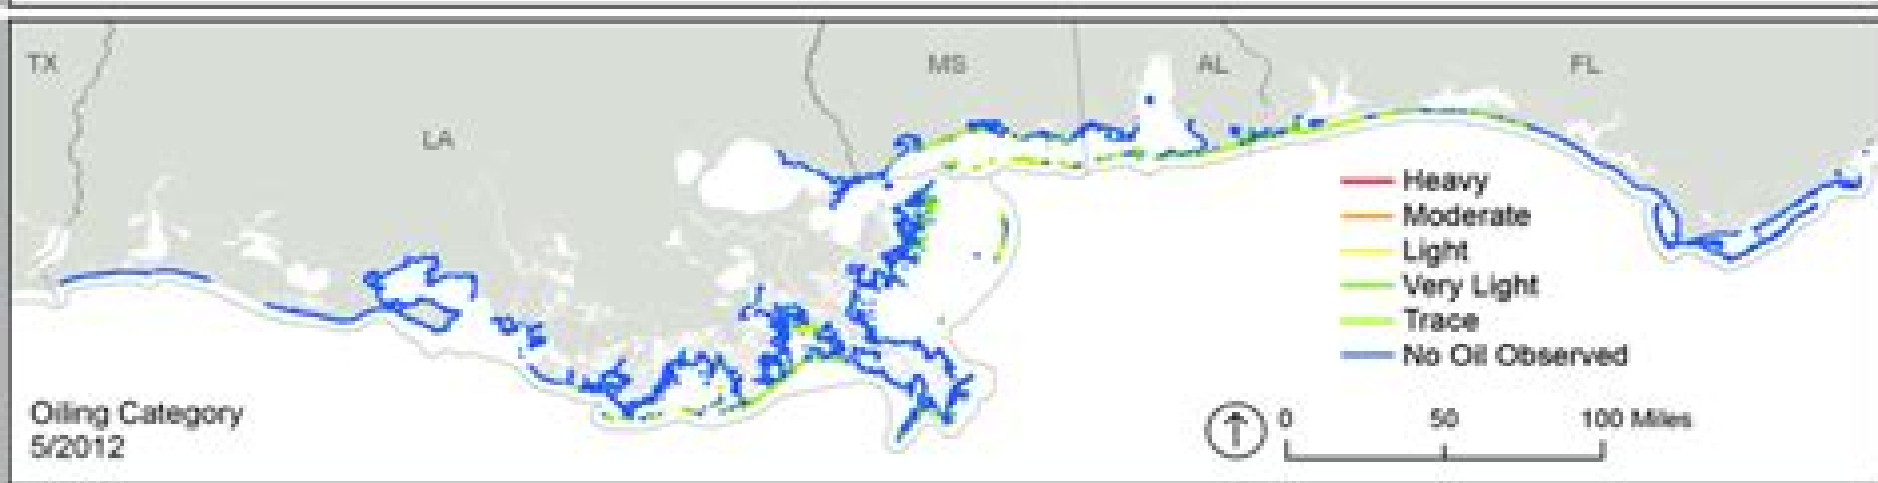 TX
MS
AL
FL
LA
Heavy
Moderate
Light
Very Light
Trace
No Oil Observed
Oiling Category
5/2012
0 50 100 Miles